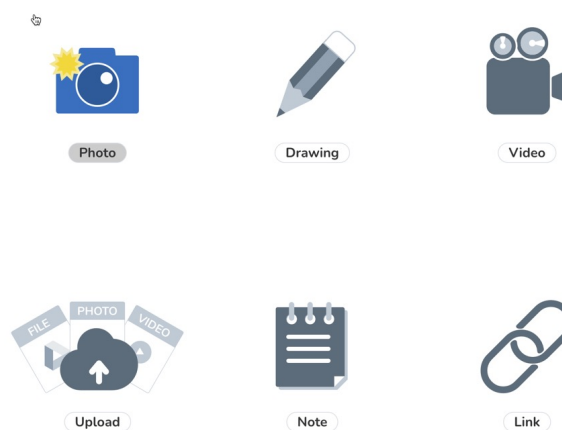 Photo
Drawing
Video
FILE
PHOTO
VIDEO
Upload
Note
Link